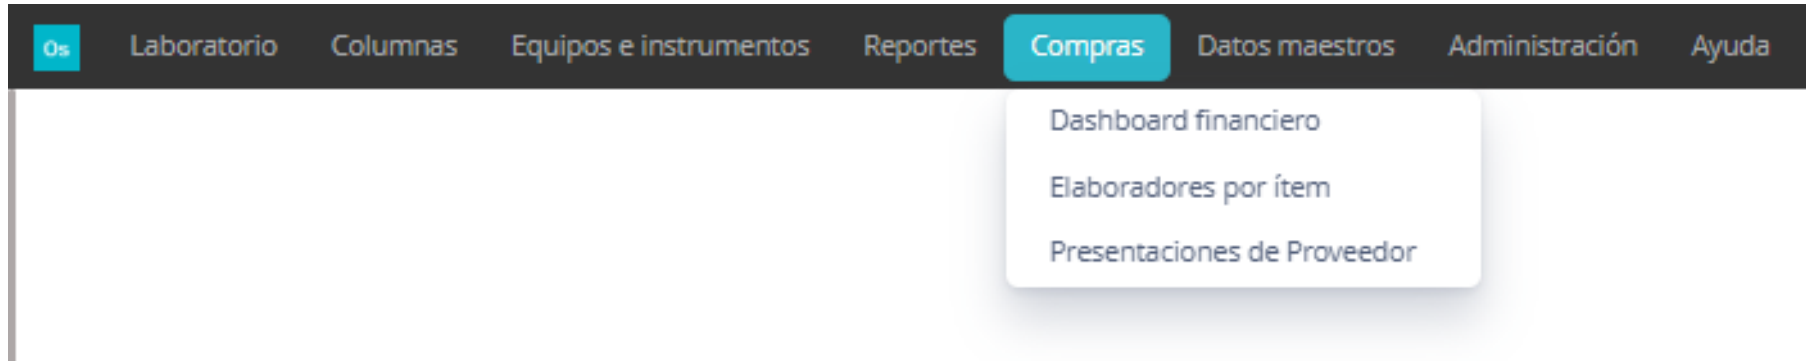 Os Laboratorio Columnas Equipos e instrumentos Reportes Compras Datos maestros Administración Ayuda
Dashboard financiero
Elaboradores por ítem
Presentaciones de Proveedor